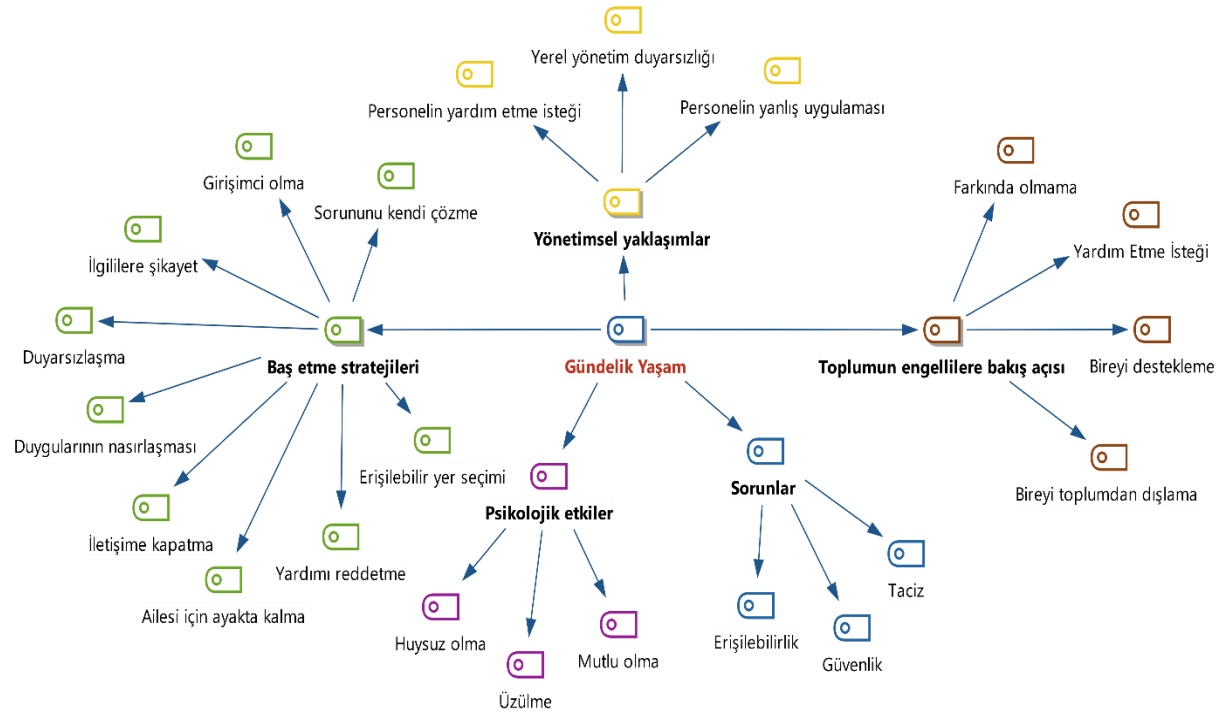 Yerel yönetim duyarsızlığı
Personelin yardım etme isteği
Personelin yanlış uygulaması
Girişimci olma
Sorununu kendi çözme
Farkında olmama
Yönetimsel yaklaşımlar
İlgililere şikayet
Yardım Etme İsteği
Duyarsızlaşma
Baş etme stratejileri
Gündelik Yaşam
Toplumun engellilere bakış açısı
Bireyi destekleme
Duygularının nasırlaşması
Erişilebilir yer seçimi
Sorunlar
Bireyi toplumdan dışlama
Psikolojik etkiler
İletişime kapatma
Yardımı reddetme
Taciz
Ailesi için ayakta kalma
Huysuz olma
Mutlu olma
Erişilebilirlik
Güvenlik
Üzülme